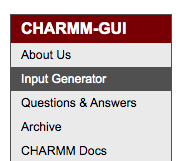 CHARMM-GUI
About Us
Input Generator
Questions & Answers
Archive
CHARMM Docs